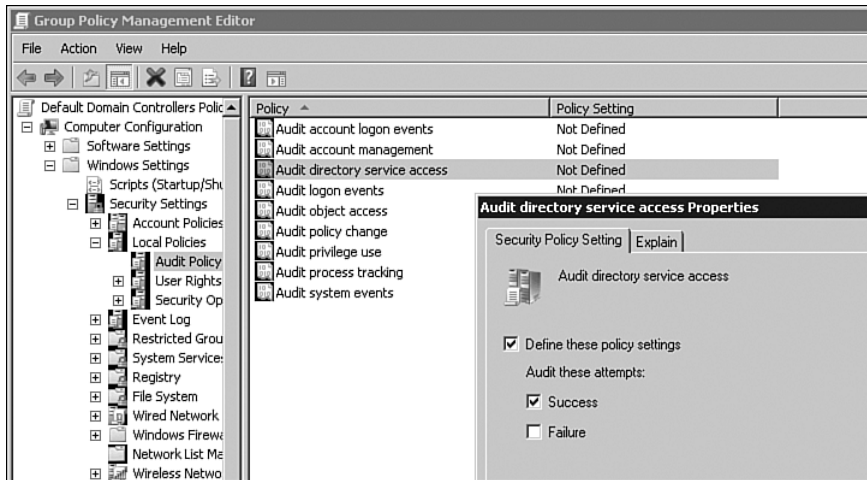 Group Policy Management Editor
File Action View Help
Default Domain Controllers Polic
Computer Configuration
Software Settings
Windows Settings
Scripts (Startup/Shu
Security Settings
Account Policies
Local Policies
Audit Policy
User Rights
Security Op
Event Log
Restricted Grou
System Services
Registry
File System
Wired Network
Windows Firewa
Network List Ma
Wireless Netwo
Policy Policy Setting
Audit account logon events Not Defined
Audit account management Not Defined
Audit directory service access Not Defined
Audit logon events Not Defined
Audit object access
Audit policy change
Audit privilege use
Audit process tracking
Audit system events
Audit directory service access Properties
Security Policy Setting Explain
Audit directory service access
Define these policy settings
Audit these attempts:
Success
Failure